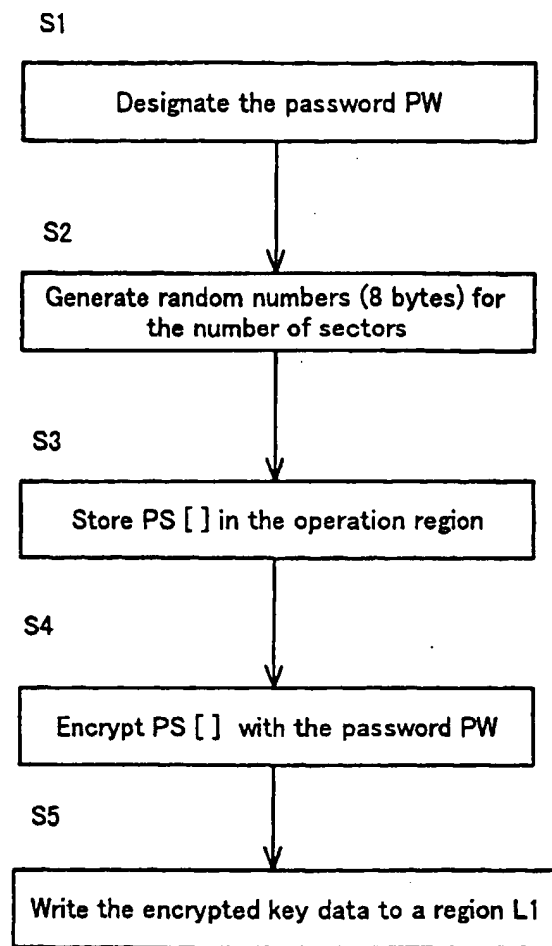 S1
Designate the password PW
S2
Generate random numbers (8 bytes) for
the number of sectors
S3
Store PS [ ] in the operation region
S4
Encrypt PS [ ] with the password PW
S5
Write the encrypted key data to a region L1